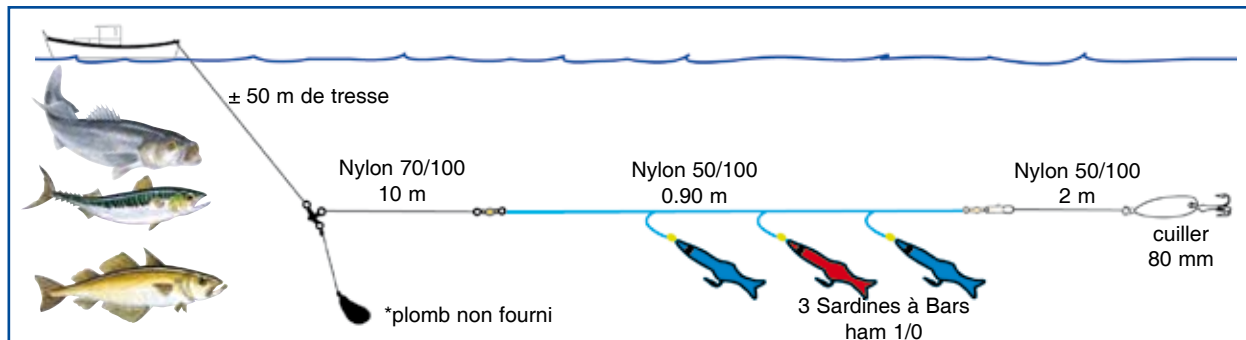 ± 50 m de tresse
Nylon 70/100
10 m
Nylon 50/100
0.90 m
Nylon 50/100
2 m
cuiller
80 mm
*plomb non fourni
3 Sardines à Bars
ham 1/0